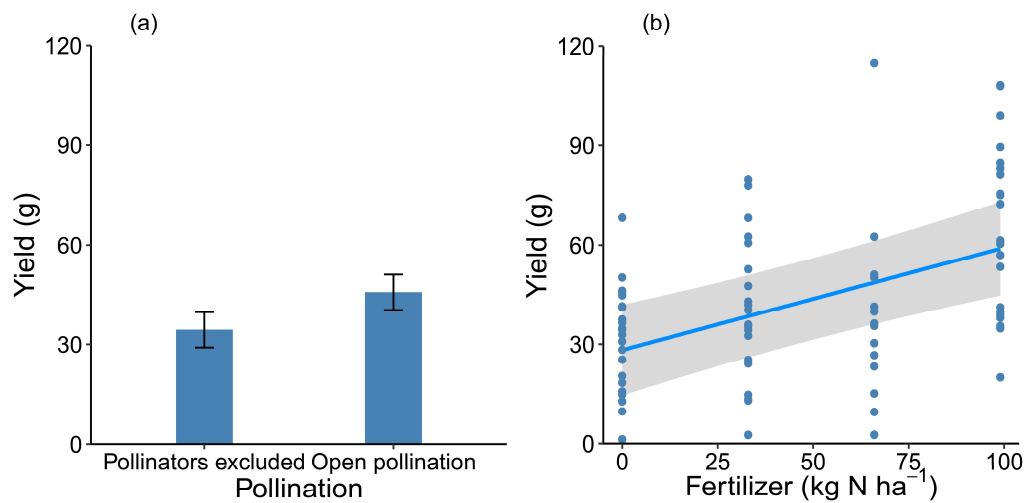 (a)
120
90
60
30
0
Yield (g)
Pollinators excluded Open pollination
Pollination
(b)
120
90
60
30
0
Yield (g)
0 25 50 75 100
Fertilizer (kg N ha⁻¹)